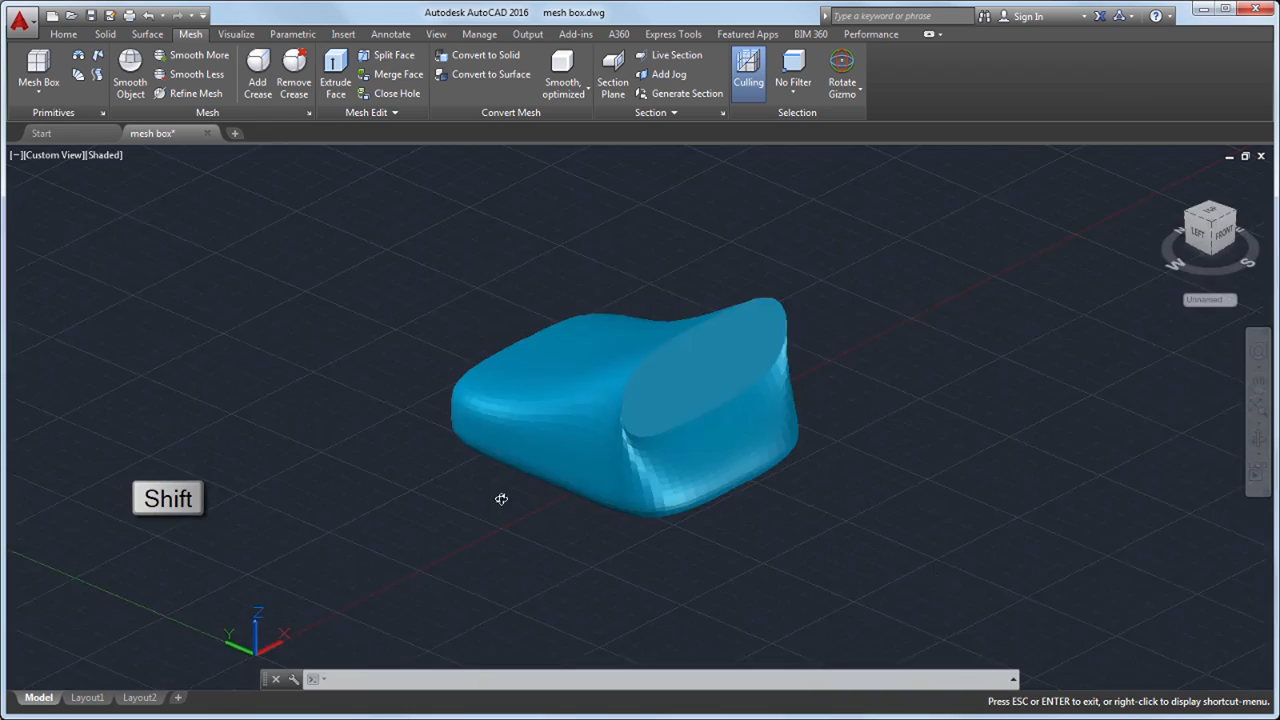 Autodesk AutoCAD 2016 mesh box.dwg
Type a keyword or phrase
Sign In
Home Solid Surface Mesh Visualize Parametric Insert Annotate View Manage Output Add-ins A360 Express Tools Featured Apps BIM 360 Performance
Mesh Box
Smooth Object
Smooth More
Smooth Less
Refine Mesh
Add Crease
Remove Crease
Extrude Face
Split Face
Merge Face
Close Hole
Convert to Solid
Convert to Surface
Smooth, optimized
Section Plane
Live Section
Add Jog
Generate Section
Culling
No Filter
Rotate Gizmo
Primitives Mesh Mesh Edit Convert Mesh Section Selection
Start mesh box*
[−][Custom View][Shaded]
TOP
LEFT FRONT
W S
Unnamed
Shift
Z
Y X
Model Layout1 Layout2
Press ESC or ENTER to exit, or right-click to display shortcut-menu.